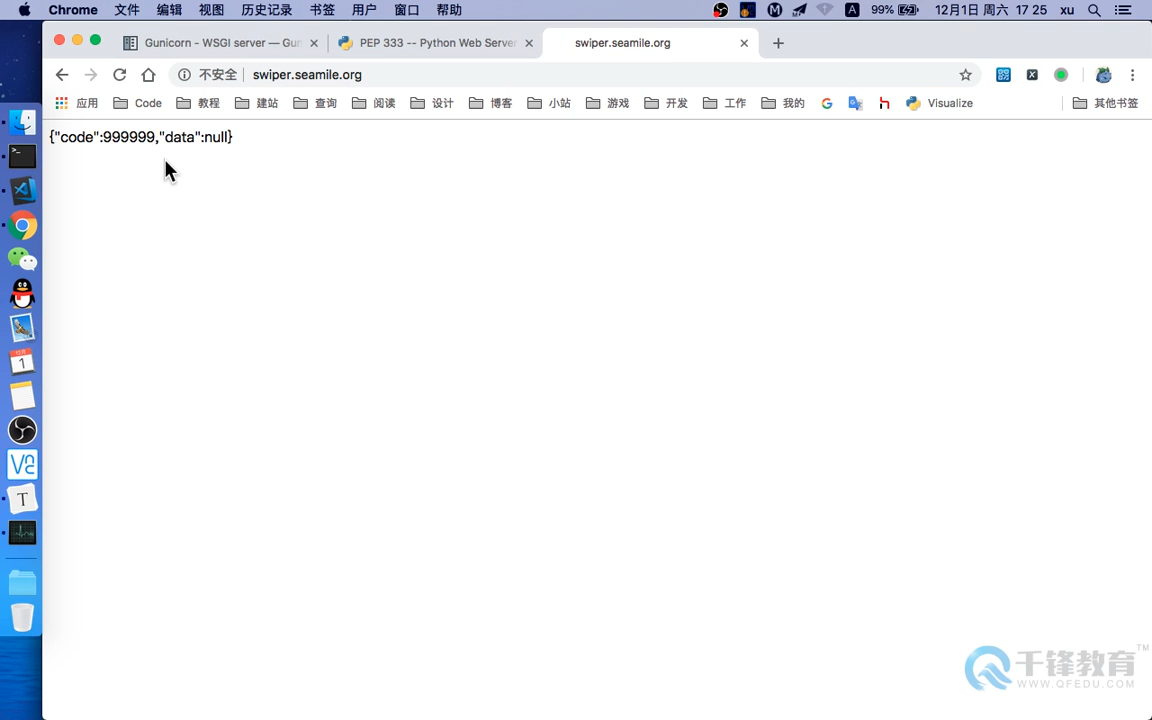 Chrome 文件 编辑 视图 历史记录 书签 用户 窗口 帮助 A 99% 12月1日 周六 17 25 xu
Gunicorn - WSGI server — Gun PEP 333 -- Python Web Server swiper.seamile.org
不安全 swiper.seamile.org
应用 Code 教程 建站 查询 阅读 设计 博客 小站 游戏 开发 工作 我的 Visualize 其他书签
{"code":999999,"data":null}
千锋教育 TM
WWW.QFEDU.COM